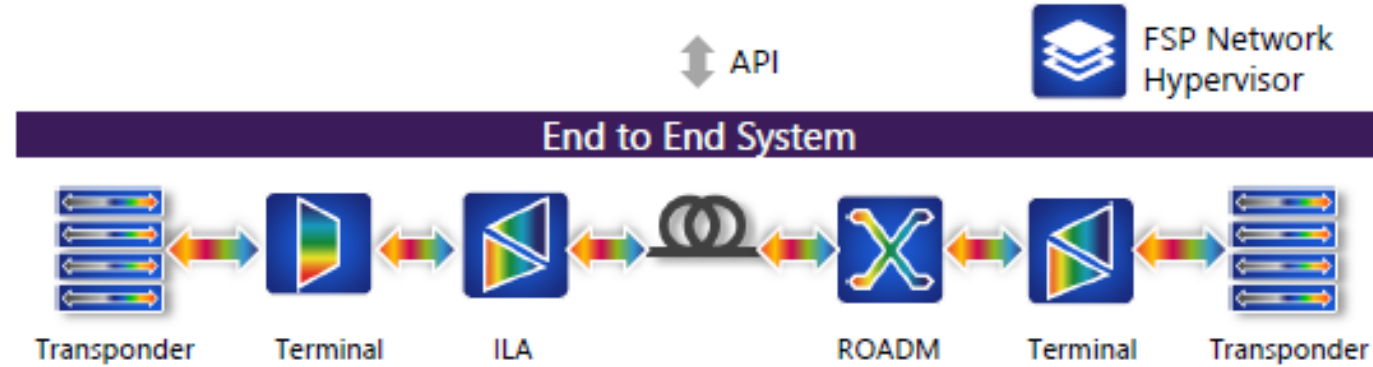 API
FSP Network
Hypervisor
End to End System
Transponder
Terminal
ILA
ROADM
Terminal
Transponder